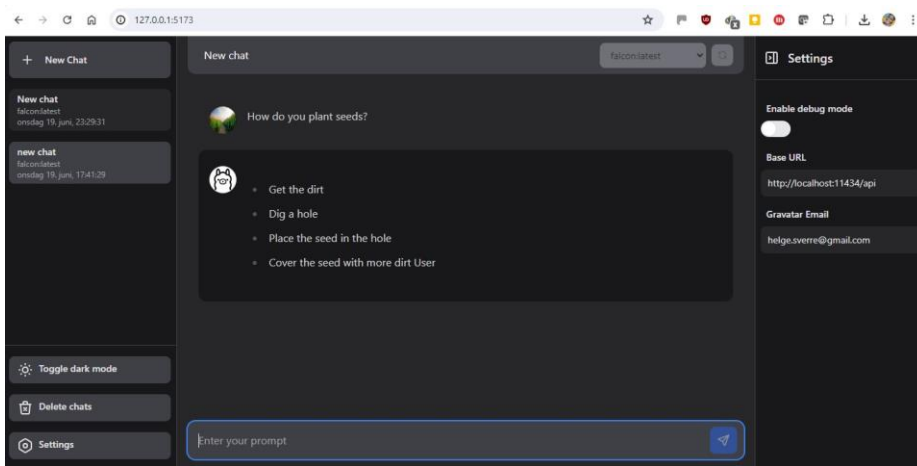 127.0.0.1:5173
New Chat
New chat
falcon:latest
onsdag 19. juni, 23:29:31
new chat
falcon:latest
onsdag 19. juni, 17:41:29
Toggle dark mode
Delete chats
Settings
New chat
falcon:latest
How do you plant seeds?
Get the dirt
Dig a hole
Place the seed in the hole
Cover the seed with more dirt User
Enter your prompt
Settings
Enable debug mode
Base URL
http://localhost:11434/api
Gravatar Email
helge.sverre@gmail.com